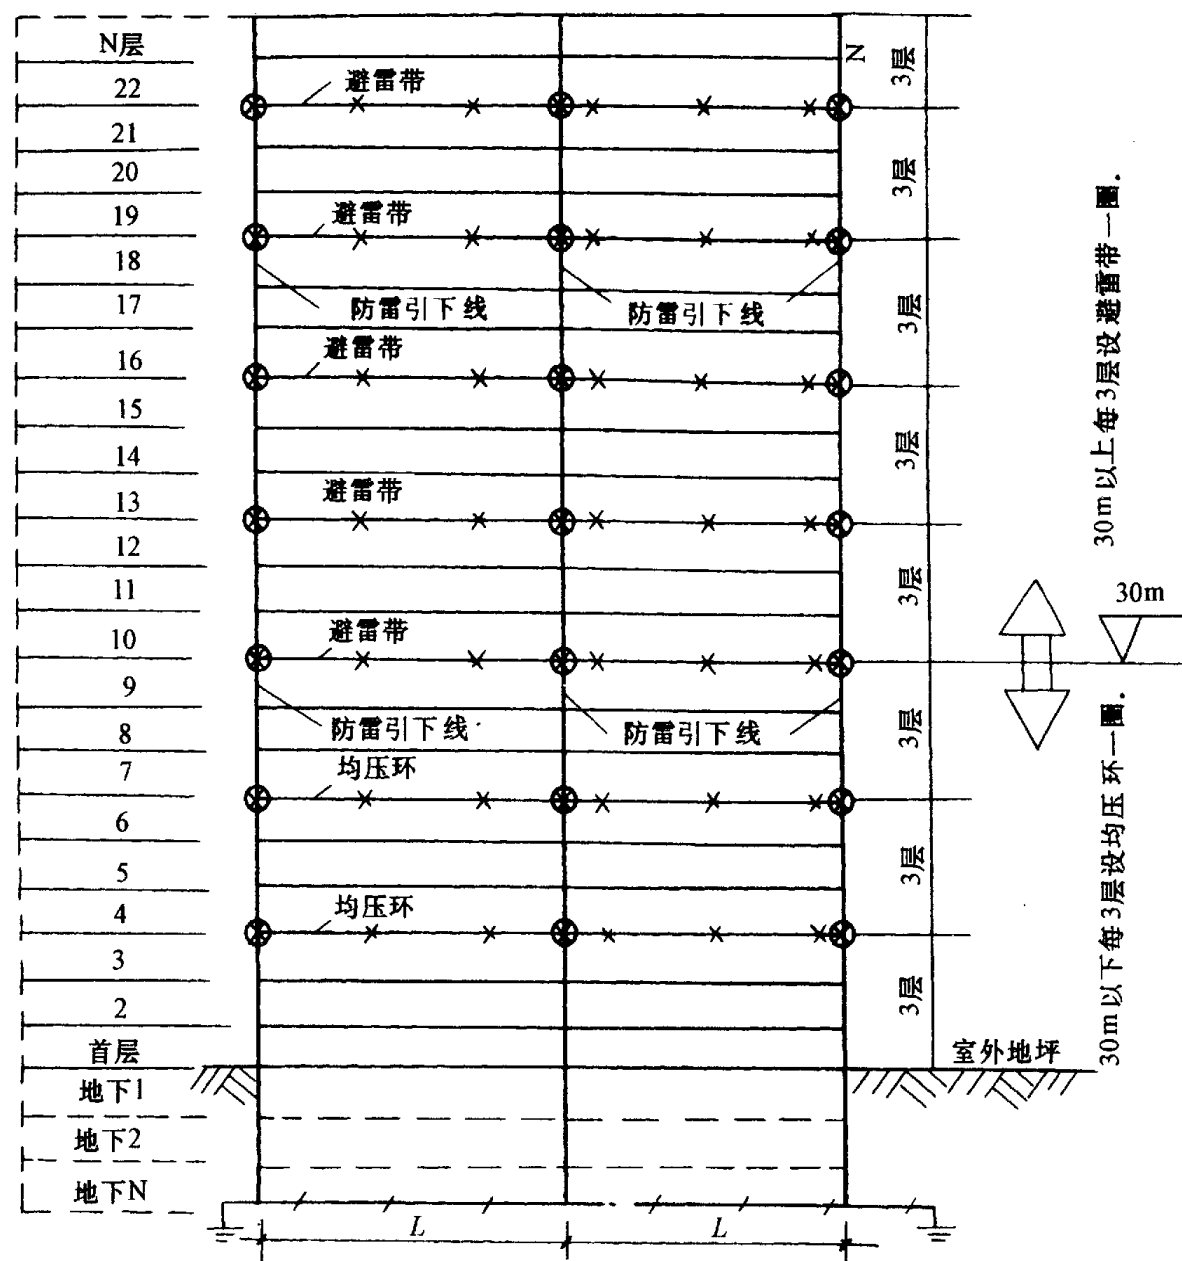 N层
22
21
20
19
18
17
16
15
14
13
12
11
10
9
8
7
6
5
4
3
2
首层
地下1
地下2
地下N
避雷带
避雷带
防雷引下线
防雷引下线
避雷带
避雷带
避雷带
防雷引下线
防雷引下线
均压环
均压环
L
L
N
3层
3层
3层
3层
3层
3层
3层
3层
室外地坪
30m
30m以上每3层设避雷带一圈.
30m以下每3层设均压环一圈.